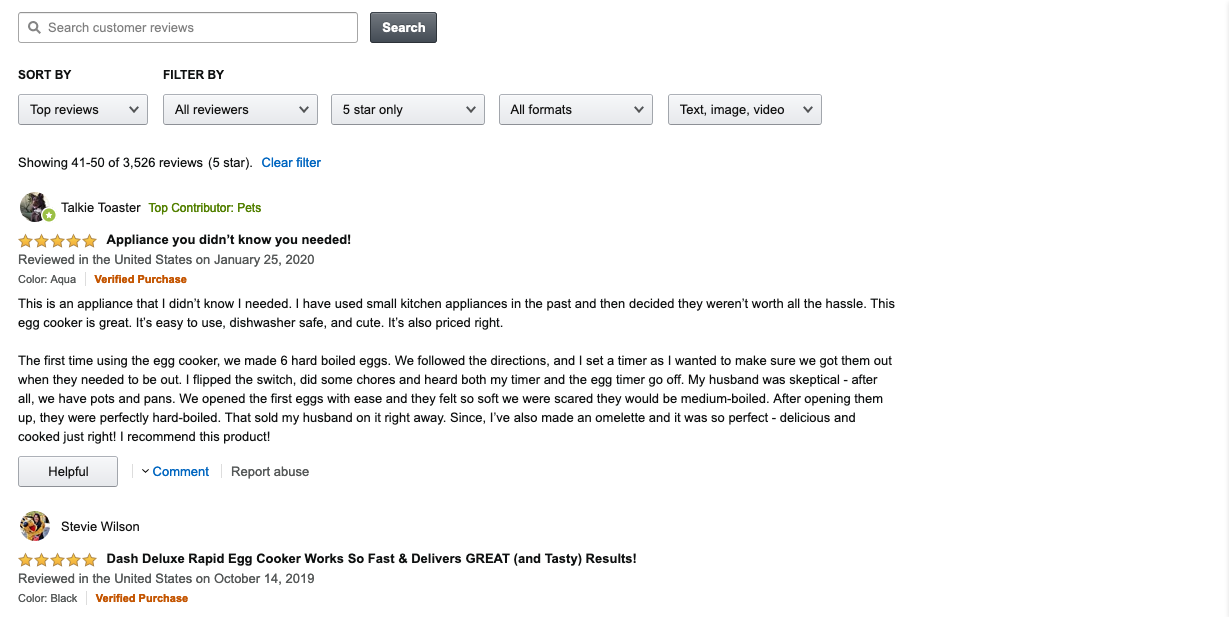 Search customer reviews
Search
SORT BY
FILTER BY
Top reviews
All reviewers
5 star only
All formats
Text, image, video
Showing 41-50 of 3,526 reviews (5 star). Clear filter
Talkie Toaster Top Contributor: Pets
Appliance you didn’t know you needed!
Reviewed in the United States on January 25, 2020
Color: Aqua Verified Purchase
This is an appliance that I didn’t know I needed. I have used small kitchen appliances in the past and then decided they weren’t worth all the hassle. This
egg cooker is great. It’s easy to use, dishwasher safe, and cute. It’s also priced right.
The first time using the egg cooker, we made 6 hard boiled eggs. We followed the directions, and I set a timer as I wanted to make sure we got them out
when they needed to be out. I flipped the switch, did some chores and heard both my timer and the egg timer go off. My husband was skeptical - after
all, we have pots and pans. We opened the first eggs with ease and they felt so soft we were scared they would be medium-boiled. After opening them
up, they were perfectly hard-boiled. That sold my husband on it right away. Since, I’ve also made an omelette and it was so perfect - delicious and
cooked just right! I recommend this product!
Helpful
Comment
Report abuse
Stevie Wilson
Dash Deluxe Rapid Egg Cooker Works So Fast & Delivers GREAT (and Tasty) Results!
Reviewed in the United States on October 14, 2019
Color: Black Verified Purchase